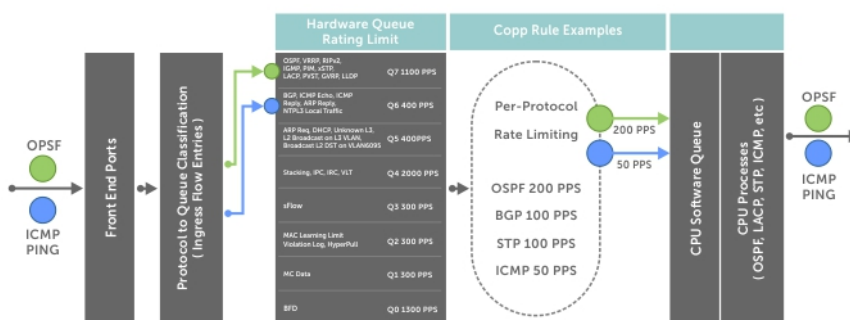 Hardware Queue
Rating Limit
Copp Rule Examples
OPSF
ICMP
PING
Front End Ports
Protocol to Queue Classification
( Ingress Flow Entries )
OSPF, VRRP, RIPv2,
IGMP, PIM, xSTP,
LACP, PVST, GVRP, LLDP
Q7 1100 PPS
BGP, ICMP Echo, ICMP
Reply, ARP Reply,
NTPL3 Local Traffic
Q6 400 PPS
ARP Req, DHCP, Unknown L3,
L2 Broadcast on L3 VLAN,
Broadcast L2 DST on VLAN6095
Q5 400PPS
Stacking, IPC, IRC, VLT
Q4 2000 PPS
sFlow
Q3 300 PPS
MAC Learning Limit
Violation Log, HyperPull
Q2 300 PPS
MC Data
Q1 300 PPS
BFD
Q0 1300 PPS
Per-Protocol
Rate Limiting
OSPF 200 PPS
BGP 100 PPS
STP 100 PPS
ICMP 50 PPS
200 PPS
50 PPS
CPU Software Queue
CPU Processes
( OSPF, LACP, STP, ICMP, etc )
OPSF
ICMP
PING